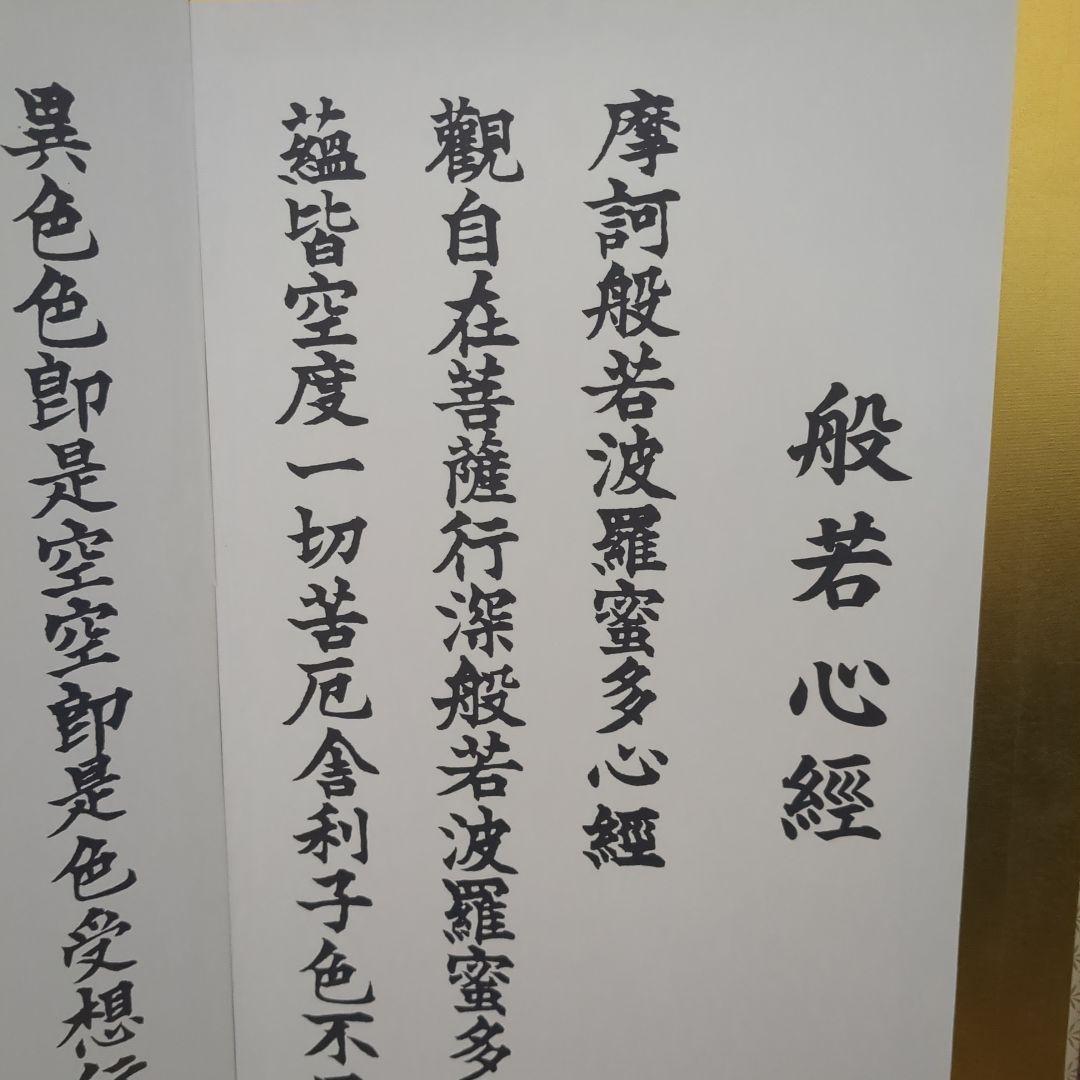 般若心經
摩訶般若波羅蜜多心經
觀自在菩薩行深般若波羅蜜多
蘊皆空度一切苦厄舎利子色不
異色色即是空空即是色受想行